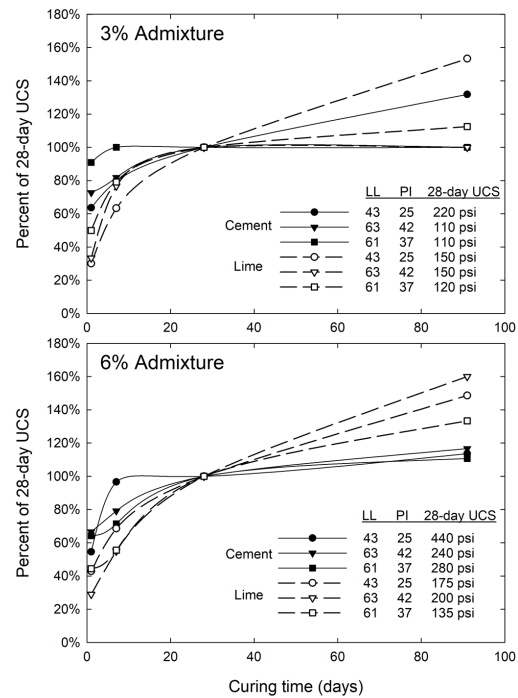 180%
3% Admixture
160%
140%
120%
100%
80%
60%
40%
20%
0%
Percent of 28-day UCS
LL PI 28-day UCS
Cement
43 25 220 psi
63 42 110 psi
61 37 110 psi
Lime
43 25 150 psi
63 42 150 psi
61 37 120 psi
0 20 40 60 80 100
180%
6% Admixture
160%
140%
120%
100%
80%
60%
40%
20%
0%
Percent of 28-day UCS
LL PI 28-day UCS
Cement
43 25 440 psi
63 42 240 psi
61 37 280 psi
Lime
43 25 175 psi
63 42 200 psi
61 37 135 psi
0 20 40 60 80 100
Curing time (days)